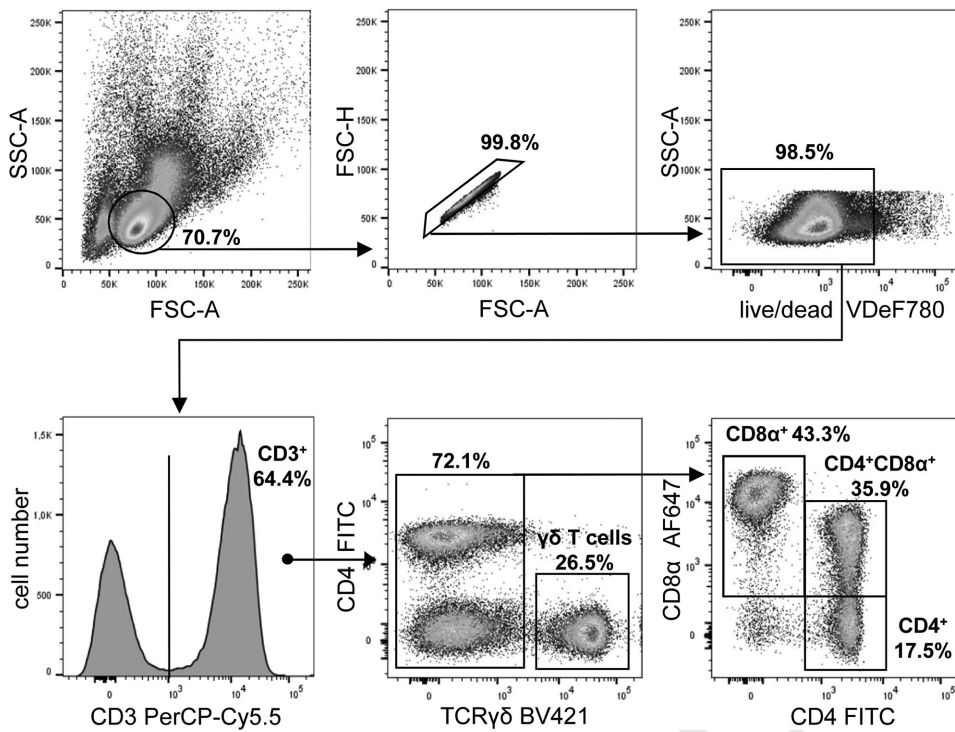 250K
200K
150K
100K
50K
0
SSC-A
70.7%
0 50K 100K 150K 200K 250K
FSC-A
250K
200K
150K
100K
50K
0
FSC-H
99.8%
0 50K 100K 150K 200K 250K
FSC-A
250K
200K
150K
100K
50K
0
SSC-A
98.5%
0 10³ 10⁴ 10⁵
live/dead VDeF780
1,5K
1,0K
500
0
cell number
CD3⁺
64.4%
0 10³ 10⁴ 10⁵
CD3 PerCP-Cy5.5
10⁵
10⁴
10³
0
CD4 FITC
72.1%
γδ T cells
26.5%
0 10³ 10⁴ 10⁵
TCRγδ BV421
10⁵
10⁴
10³
0
CD8α AF647
CD8α⁺ 43.3%
CD4⁺CD8α⁺
35.9%
CD4⁺
17.5%
0 10³ 10⁴ 10⁵
CD4 FITC